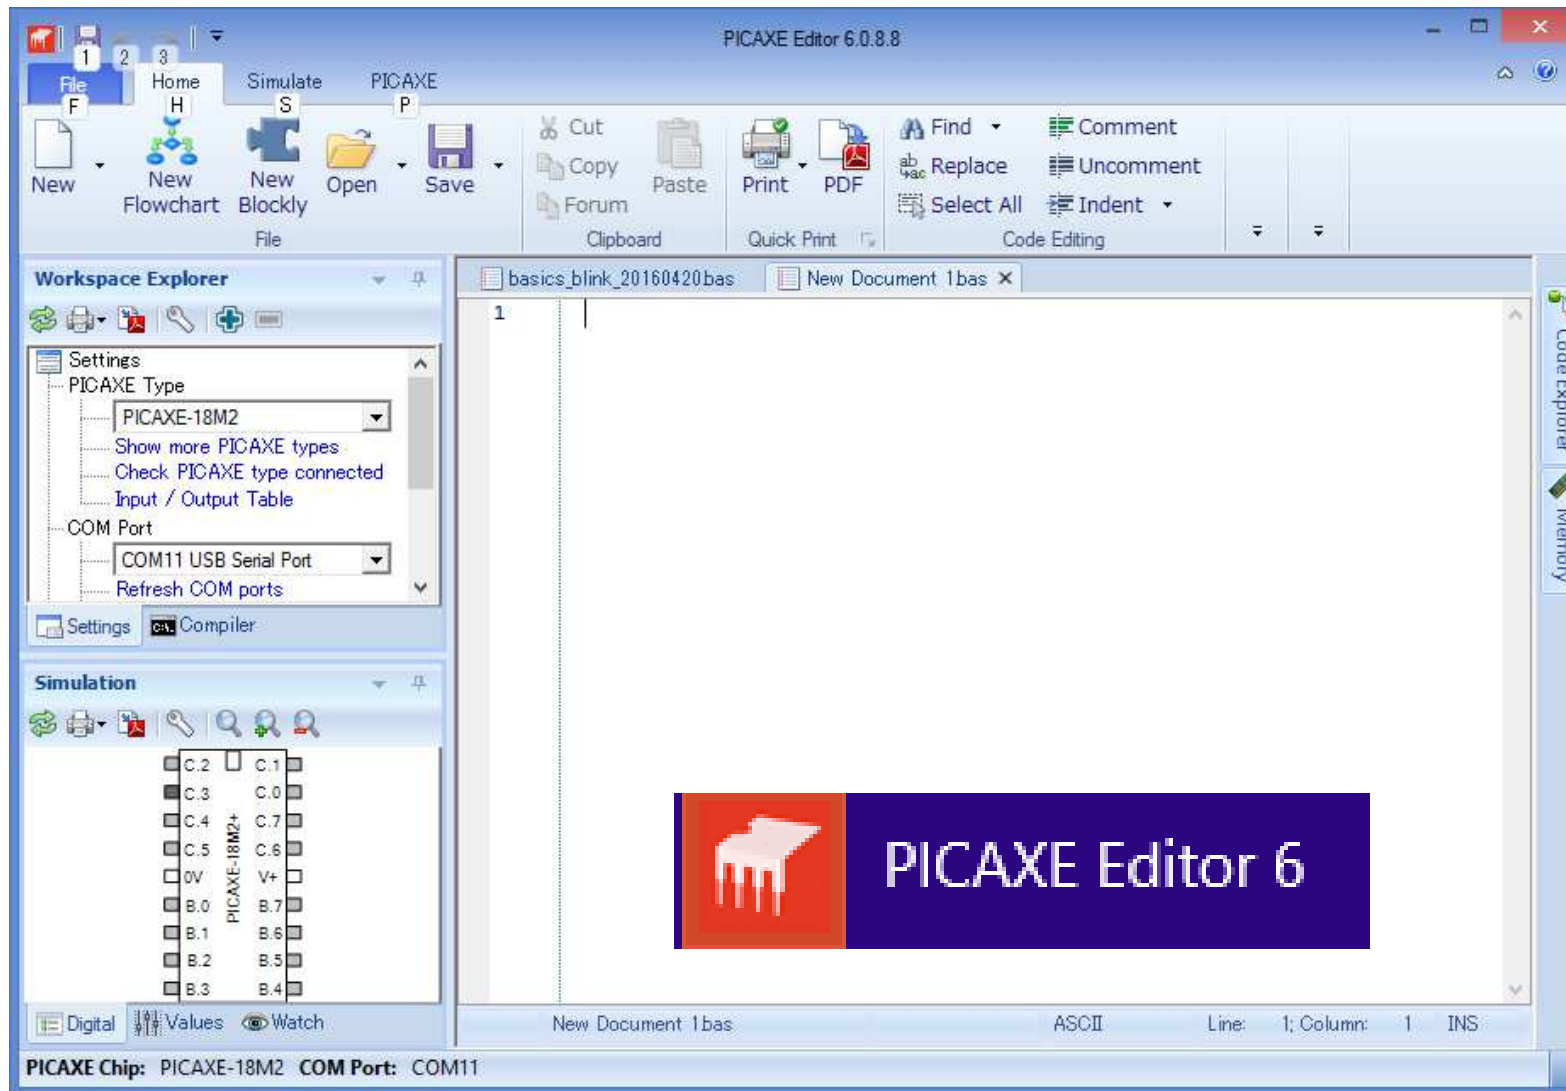 PICAXE Editor 6.0.8.8
1 2 3
File Home Simulate PICAXE
F H S P
New
New Flowchart
New Blockly
Open
Save
File
Cut
Copy
Forum
Paste
Clipboard
Print
PDF
Quick Print
Find
Replace
Select All
Comment
Uncomment
Indent
Code Editing
Workspace Explorer
Settings
PICAXE Type
PICAXE-18M2
Show more PICAXE types
Check PICAXE type connected
Input / Output Table
COM Port
COM11 USB Serial Port
Refresh COM ports
Settings Compiler
Simulation
C.2 C.1
C.3 C.0
C.4 C.7
C.5 C.6
0V V+
B.0 B.7
B.1 B.6
B.2 B.5
B.3 B.4
PICAXE-18M2+
Digital Values Watch
basics_blink_20160420.bas New Document 1.bas
1
PICAXE Editor 6
Code Explorer
Memory
New Document 1.bas ASCII Line: 1; Column: 1 INS
PICAXE Chip: PICAXE-18M2 COM Port: COM11